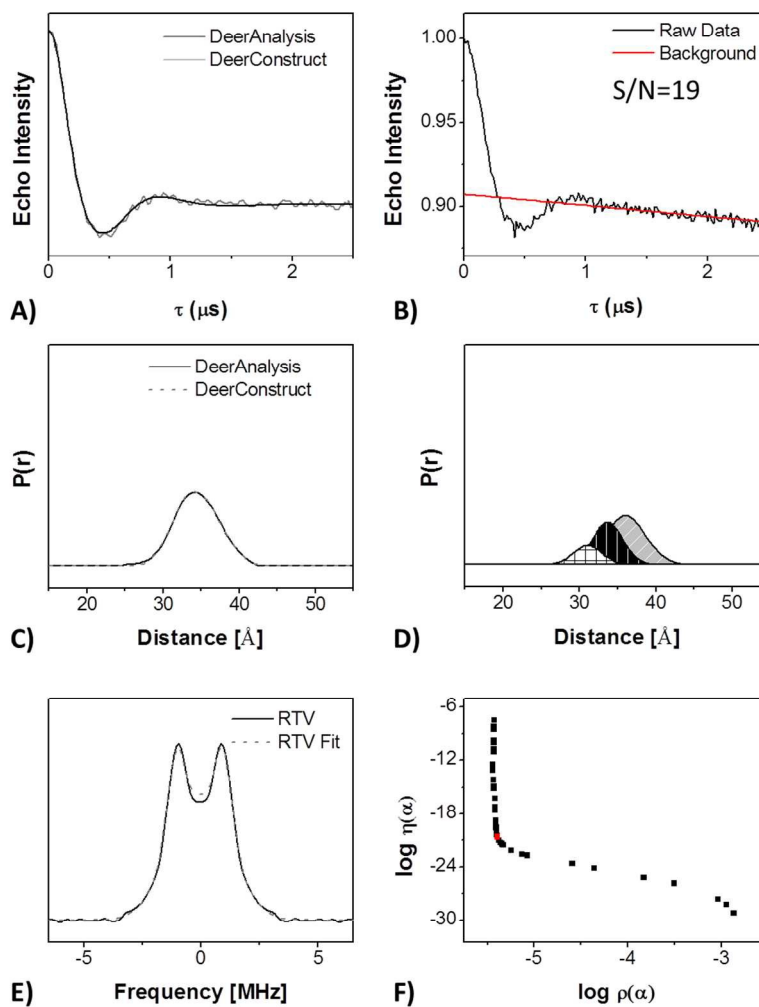 DeerAnalysis
DeerConstruct
Echo Intensity
0 1 2
τ (μs)
A)
Raw Data
Background
S/N=19
1.00
0.95
0.90
Echo Intensity
0 1 2
τ (μs)
B)
DeerAnalysis
DeerConstruct
P(r)
20 30 40 50
Distance [Å]
C)
P(r)
20 30 40 50
Distance [Å]
D)
RTV
RTV Fit
-5 0 5
Frequency [MHz]
E)
-6
-12
-18
-24
-30
log η(α)
-5 -4 -3
log ρ(α)
F)